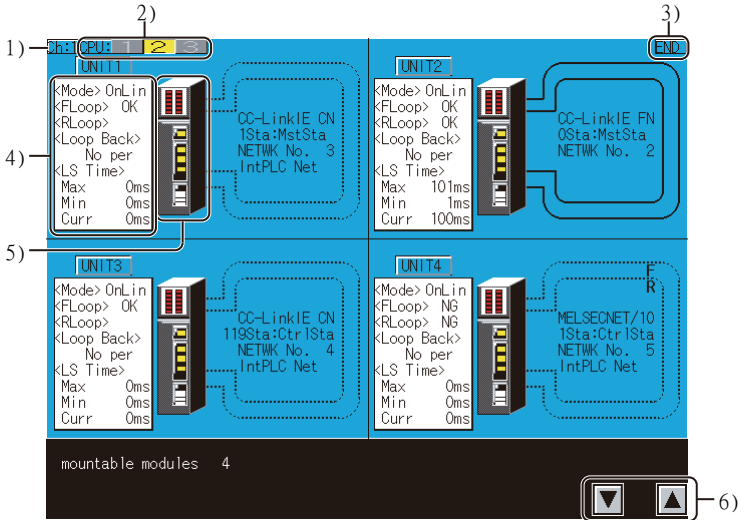 2)
3)
1)
Ch:1 CPU: 1 2 3
END
UNIT1
<Mode> OnLin
<FLoop> OK
<RLoop>
<Loop Back>
No per
<LS Time>
Max 0ms
Min 0ms
Curr 0ms
CC-LinkIE CN
1Sta:MstSta
NETWK No. 3
IntPLC Net
UNIT2
<Mode> OnLin
<FLoop> OK
<RLoop> OK
<Loop Back>
No per
<LS Time>
Max 101ms
Min 1ms
Curr 100ms
CC-LinkIE FN
0Sta:MstSta
NETWK No. 2
4)
5)
UNIT3
<Mode> OnLin
<FLoop> OK
<RLoop>
<Loop Back>
No per
<LS Time>
Max 0ms
Min 0ms
Curr 0ms
CC-LinkIE CN
119Sta:CtrlSta
NETWK No. 4
IntPLC Net
UNIT4
<Mode> OnLin
<FLoop> NG
<RLoop> NG
<Loop Back>
No per
<LS Time>
Max 0ms
Min 0ms
Curr 0ms
F
R
MELSECNET/10
1Sta:CtrlSta
NETWK No. 5
IntPLC Net
mountable modules 4
6)